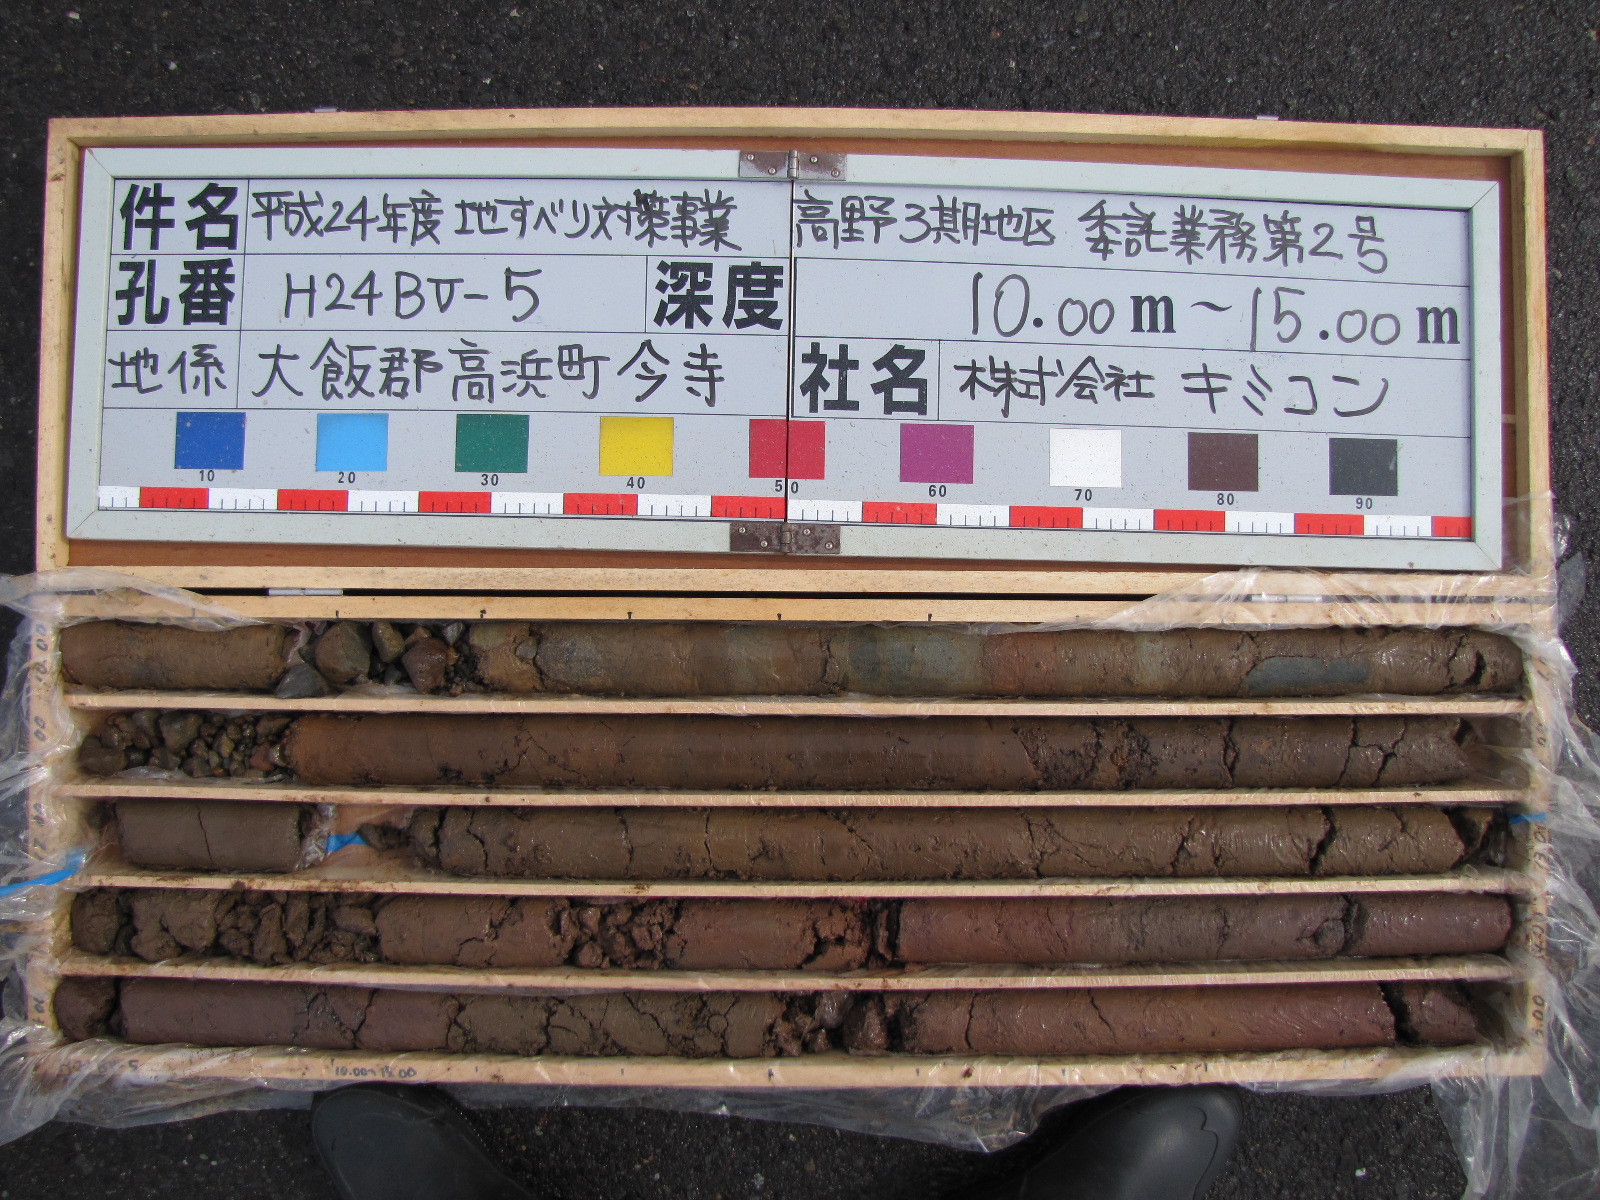 件名 平成24年度 地すべり対策事業 高野3期地区 委託業務第2号
孔番 H24BV-5 深度 10.00m~15.00m
地係 大飯郡高浜町今寺 社名 株式会社 キミコン
10 20 30 40 50 60 70 80 90
10.00~15.00